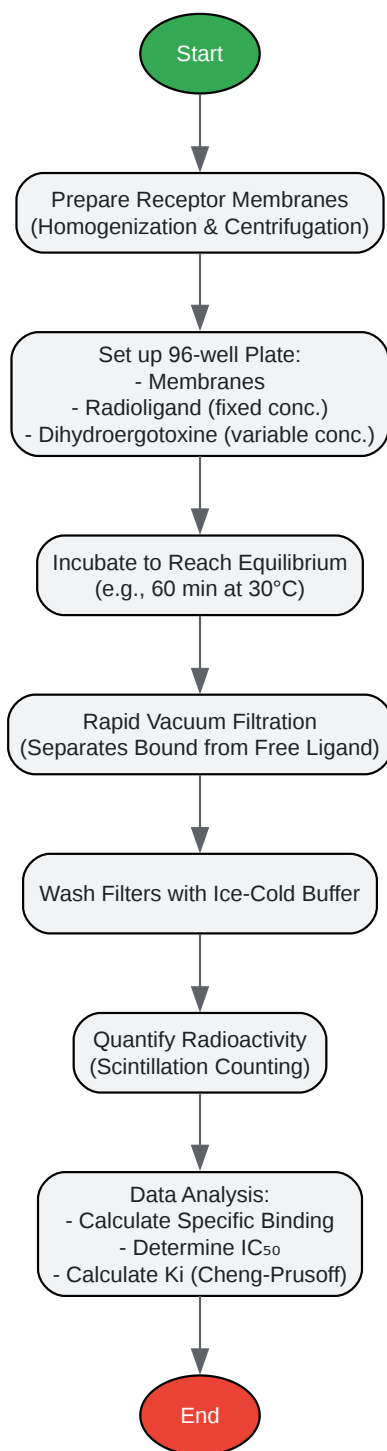 Start
Prepare Receptor Membranes
(Homogenization & Centrifugation)
Set up 96-well Plate:
- Membranes
- Radioligand (fixed conc.)
- Dihydroergotoxine (variable conc.)
Incubate to Reach Equilibrium
(e.g., 60 min at 30°C)
Rapid Vacuum Filtration
(Separates Bound from Free Ligand)
Wash Filters with Ice-Cold Buffer
Quantify Radioactivity
(Scintillation Counting)
Data Analysis:
- Calculate Specific Binding
- Determine IC₅₀
- Calculate Ki (Cheng-Prusoff)
End